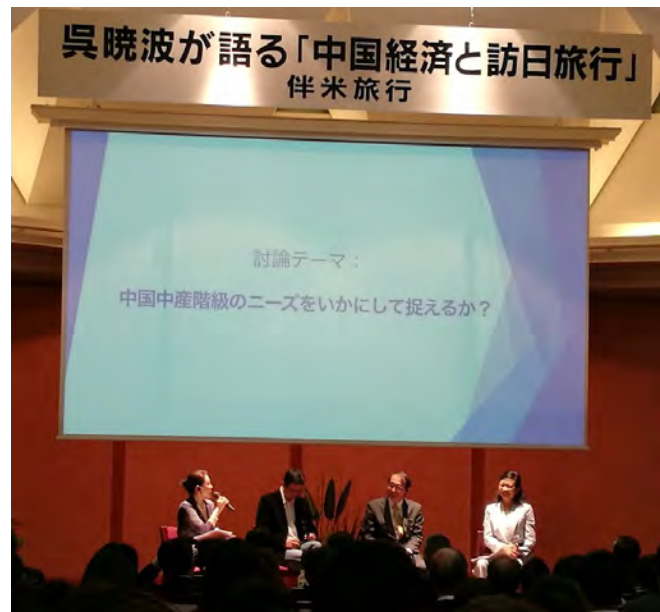 呉暁波が語る「中国経済と訪日旅行」
伴米旅行
討論テーマ：
中国中産階級のニーズをいかにして捉えるか？